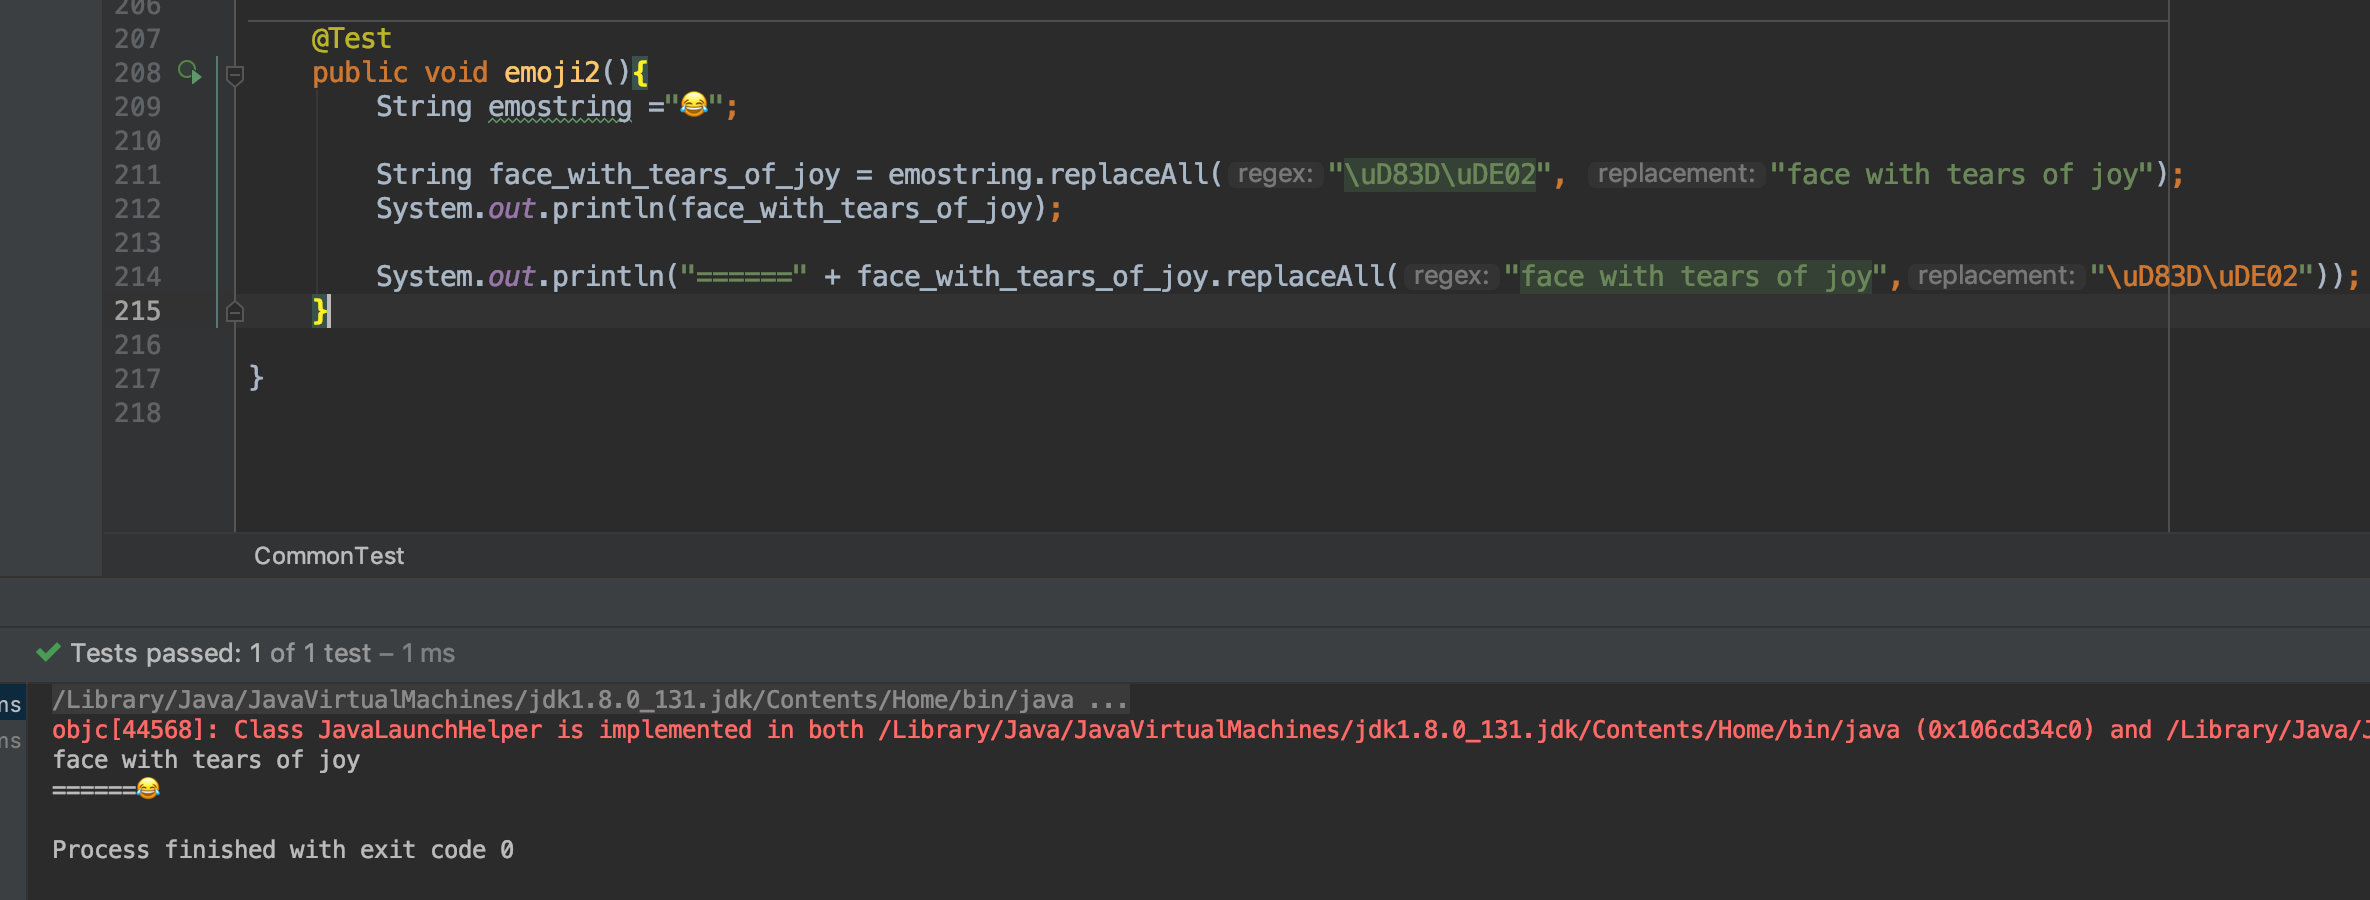 206
207 @Test
208 public void emoji2(){
209 String emostring ="😂";
210
211 String face_with_tears_of_joy = emostring.replaceAll( regex: "\uD83D\uDE02", replacement: "face with tears of joy");
212 System.out.println(face_with_tears_of_joy);
213
214 System.out.println("======" + face_with_tears_of_joy.replaceAll( regex: "face with tears of joy", replacement: "\uD83D\uDE02"));
215 }
216
217 }
218
CommonTest
Tests passed: 1 of 1 test – 1 ms
ms /Library/Java/JavaVirtualMachines/jdk1.8.0_131.jdk/Contents/Home/bin/java ...
objc[44568]: Class JavaLaunchHelper is implemented in both /Library/Java/JavaVirtualMachines/jdk1.8.0_131.jdk/Contents/Home/bin/java (0x106cd34c0) and /Library/Java/J
ms face with tears of joy
======😂
Process finished with exit code 0